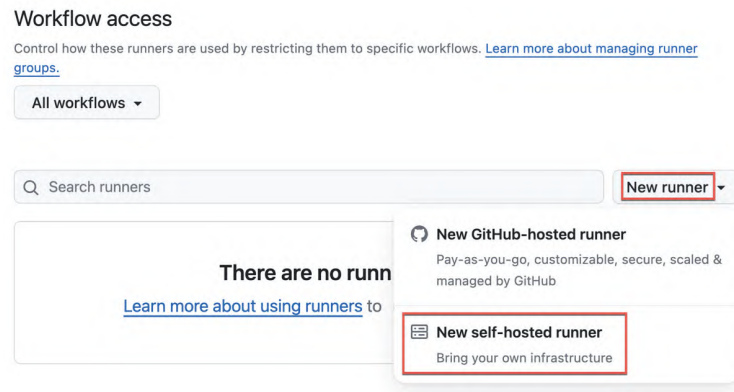 Workflow access
Control how these runners are used by restricting them to specific workflows. Learn more about managing runner
groups.
All workflows
Search runners
New runner
New GitHub-hosted runner
Pay-as-you-go, customizable, secure, scaled &
managed by GitHub
There are no runn
Learn more about using runners to
New self-hosted runner
Bring your own infrastructure